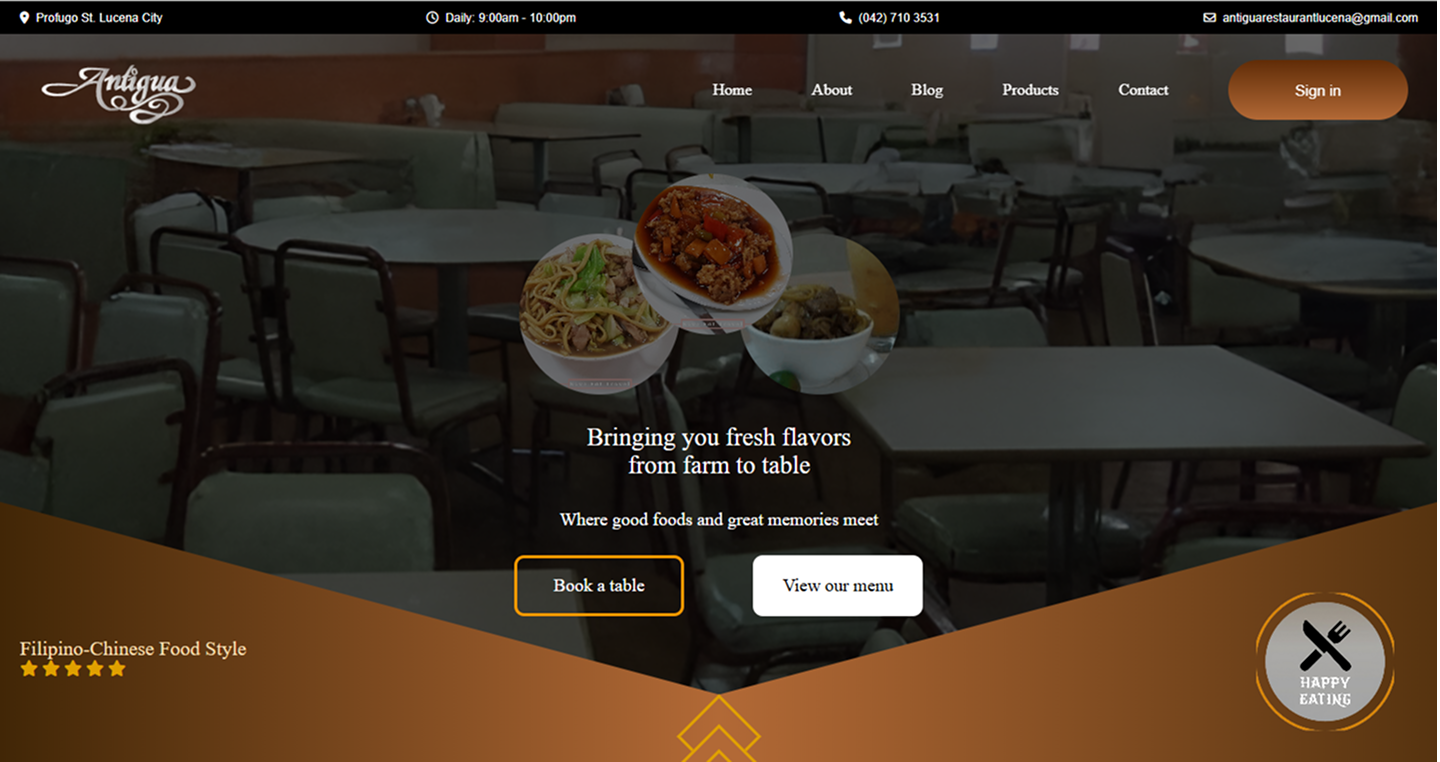 Profugo St. Lucena City
Daily: 9:00am - 10:00pm
(042) 710 3531
antiguarestaurantlucena@gmail.com
Antigua
Home
About
Blog
Products
Contact
Sign in
Bringing you fresh flavors
from farm to table
Where good foods and great memories meet
Book a table
View our menu
Filipino-Chinese Food Style
HAPPY
EATING